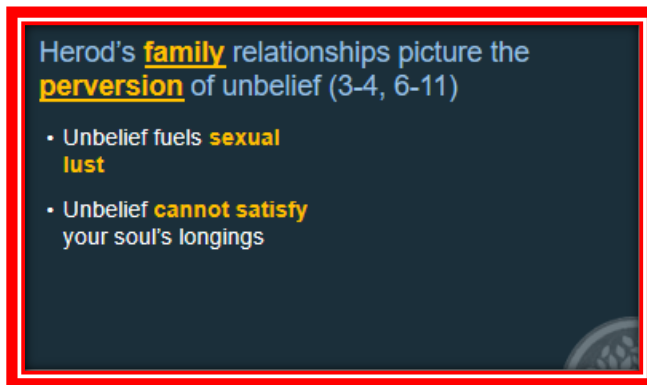 Herod's family relationships picture the
perversion of unbelief (3-4, 6-11)
• Unbelief fuels sexual
lust
• Unbelief cannot satisfy
your soul's longings